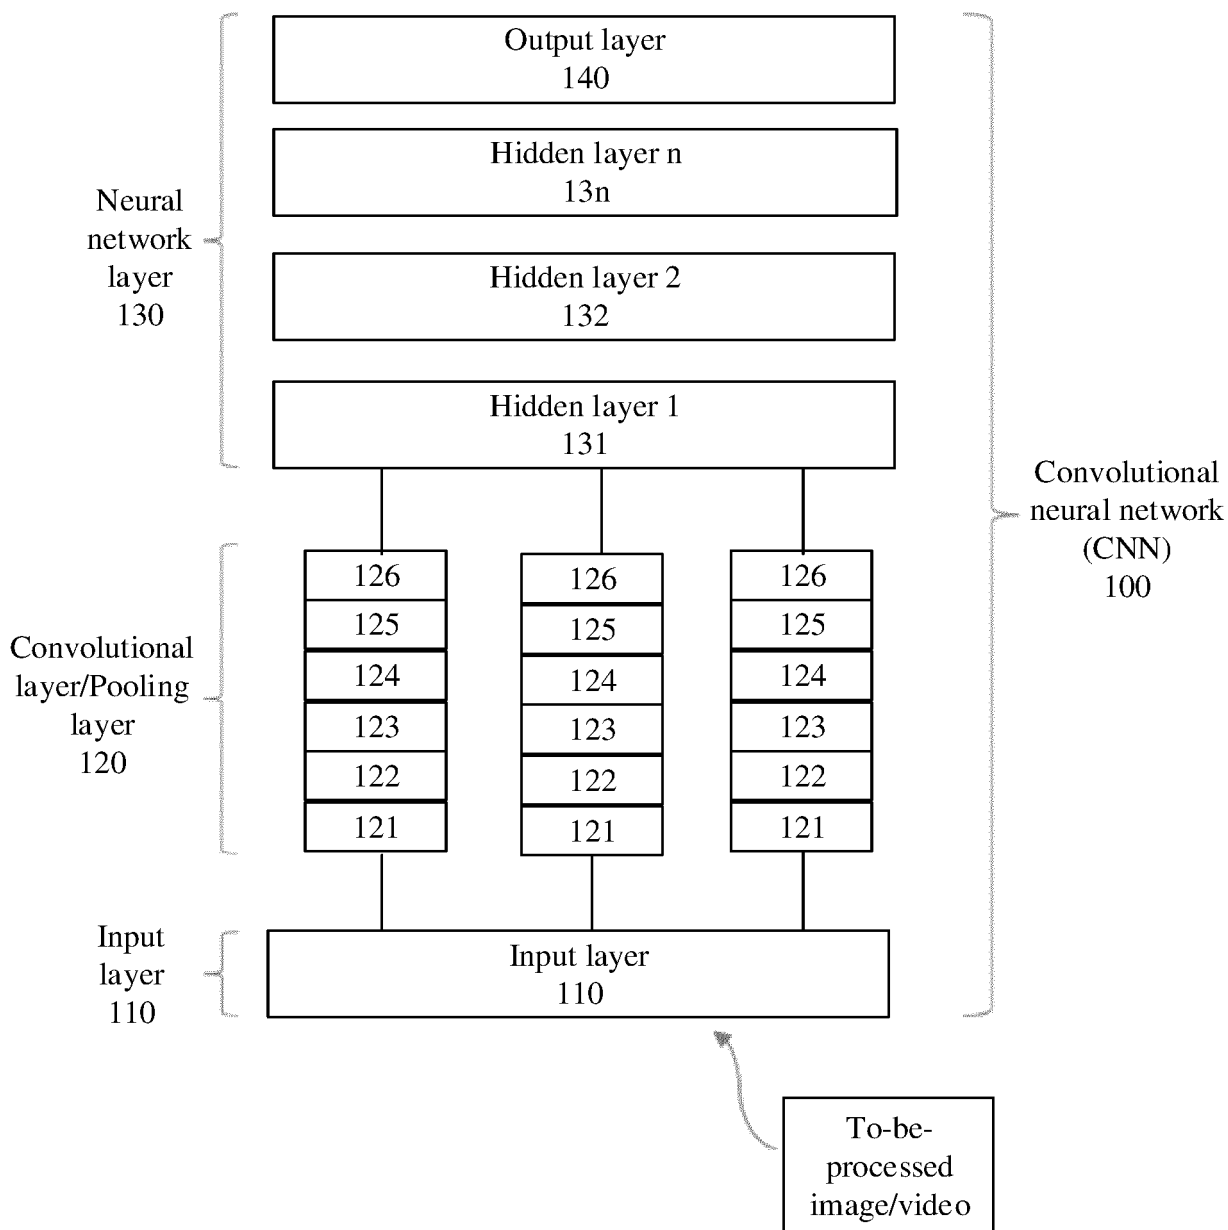 Output layer
140
Hidden layer n
13n
Neural
network
layer
130
Hidden layer 2
132
Hidden layer 1
131
Convolutional
neural network
(CNN)
100
Convolutional
layer/Pooling
layer
120
126
125
124
123
122
121
126
125
124
123
122
121
126
125
124
123
122
121
Input
layer
110
Input layer
110
To-be-
processed
image/video